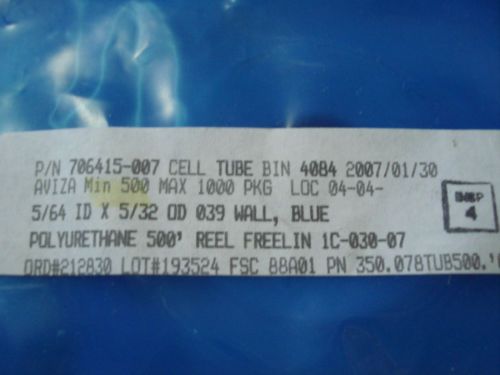 P/N 706415-007 CELL TUBE BIN 4084 2007/01/30
AVIZA Min 500 MAX 1000 PKG LOC 04-04-
5/64 ID X 5/32 OD 039 WALL, BLUE
4
POLYURETHANE 500' REEL FREELIN 1C-030-07
ORD#212830 LOT#193524 FSC 88A01 PN 350.078TUB500.'